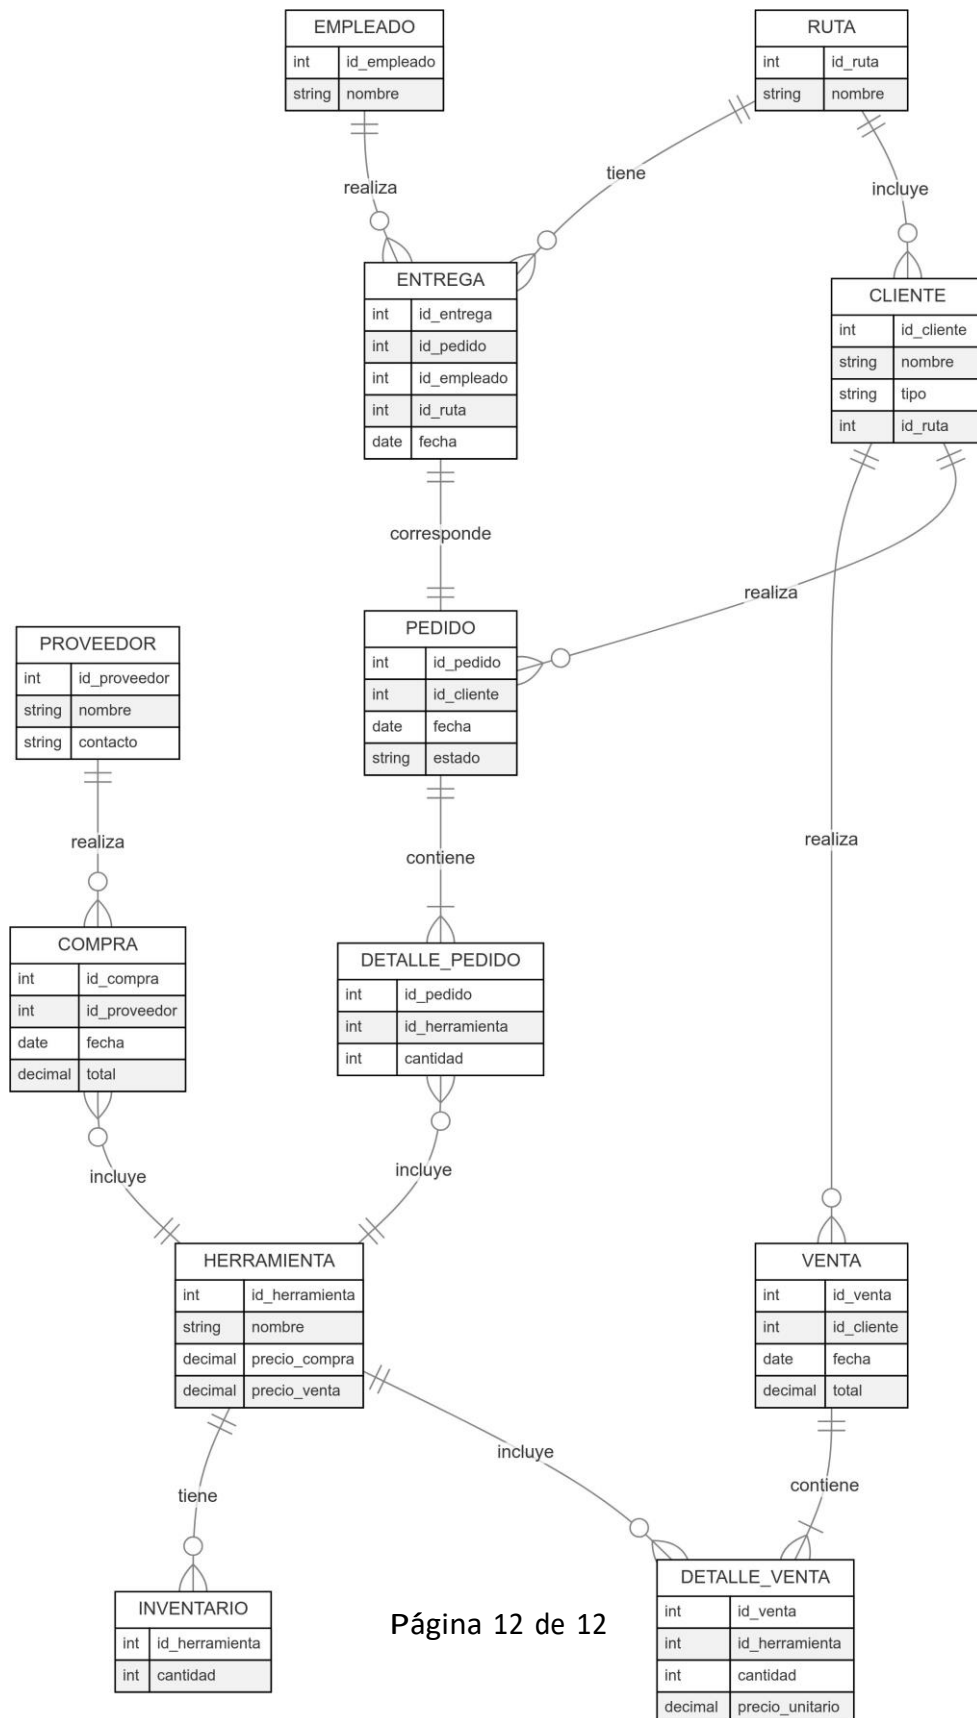 EMPLEADO
int id_empleado
string nombre
RUTA
int id_ruta
string nombre
realiza
tiene
incluye
ENTREGA
int id_entrega
int id_pedido
int id_empleado
int id_ruta
date fecha
CLIENTE
int id_cliente
string nombre
string tipo
int id_ruta
corresponde
realiza
PROVEEDOR
int id_proveedor
string nombre
string contacto
PEDIDO
int id_pedido
int id_cliente
date fecha
string estado
realiza
contiene
realiza
COMPRA
int id_compra
int id_proveedor
date fecha
decimal total
DETALLE_PEDIDO
int id_pedido
int id_herramienta
int cantidad
incluye
incluye
HERRAMIENTA
int id_herramienta
string nombre
decimal precio_compra
decimal precio_venta
VENTA
int id_venta
int id_cliente
date fecha
decimal total
incluye
tiene
contiene
INVENTARIO
int id_herramienta
int cantidad
Página 12 de 12
DETALLE_VENTA
int id_venta
int id_herramienta
int cantidad
decimal precio_unitario